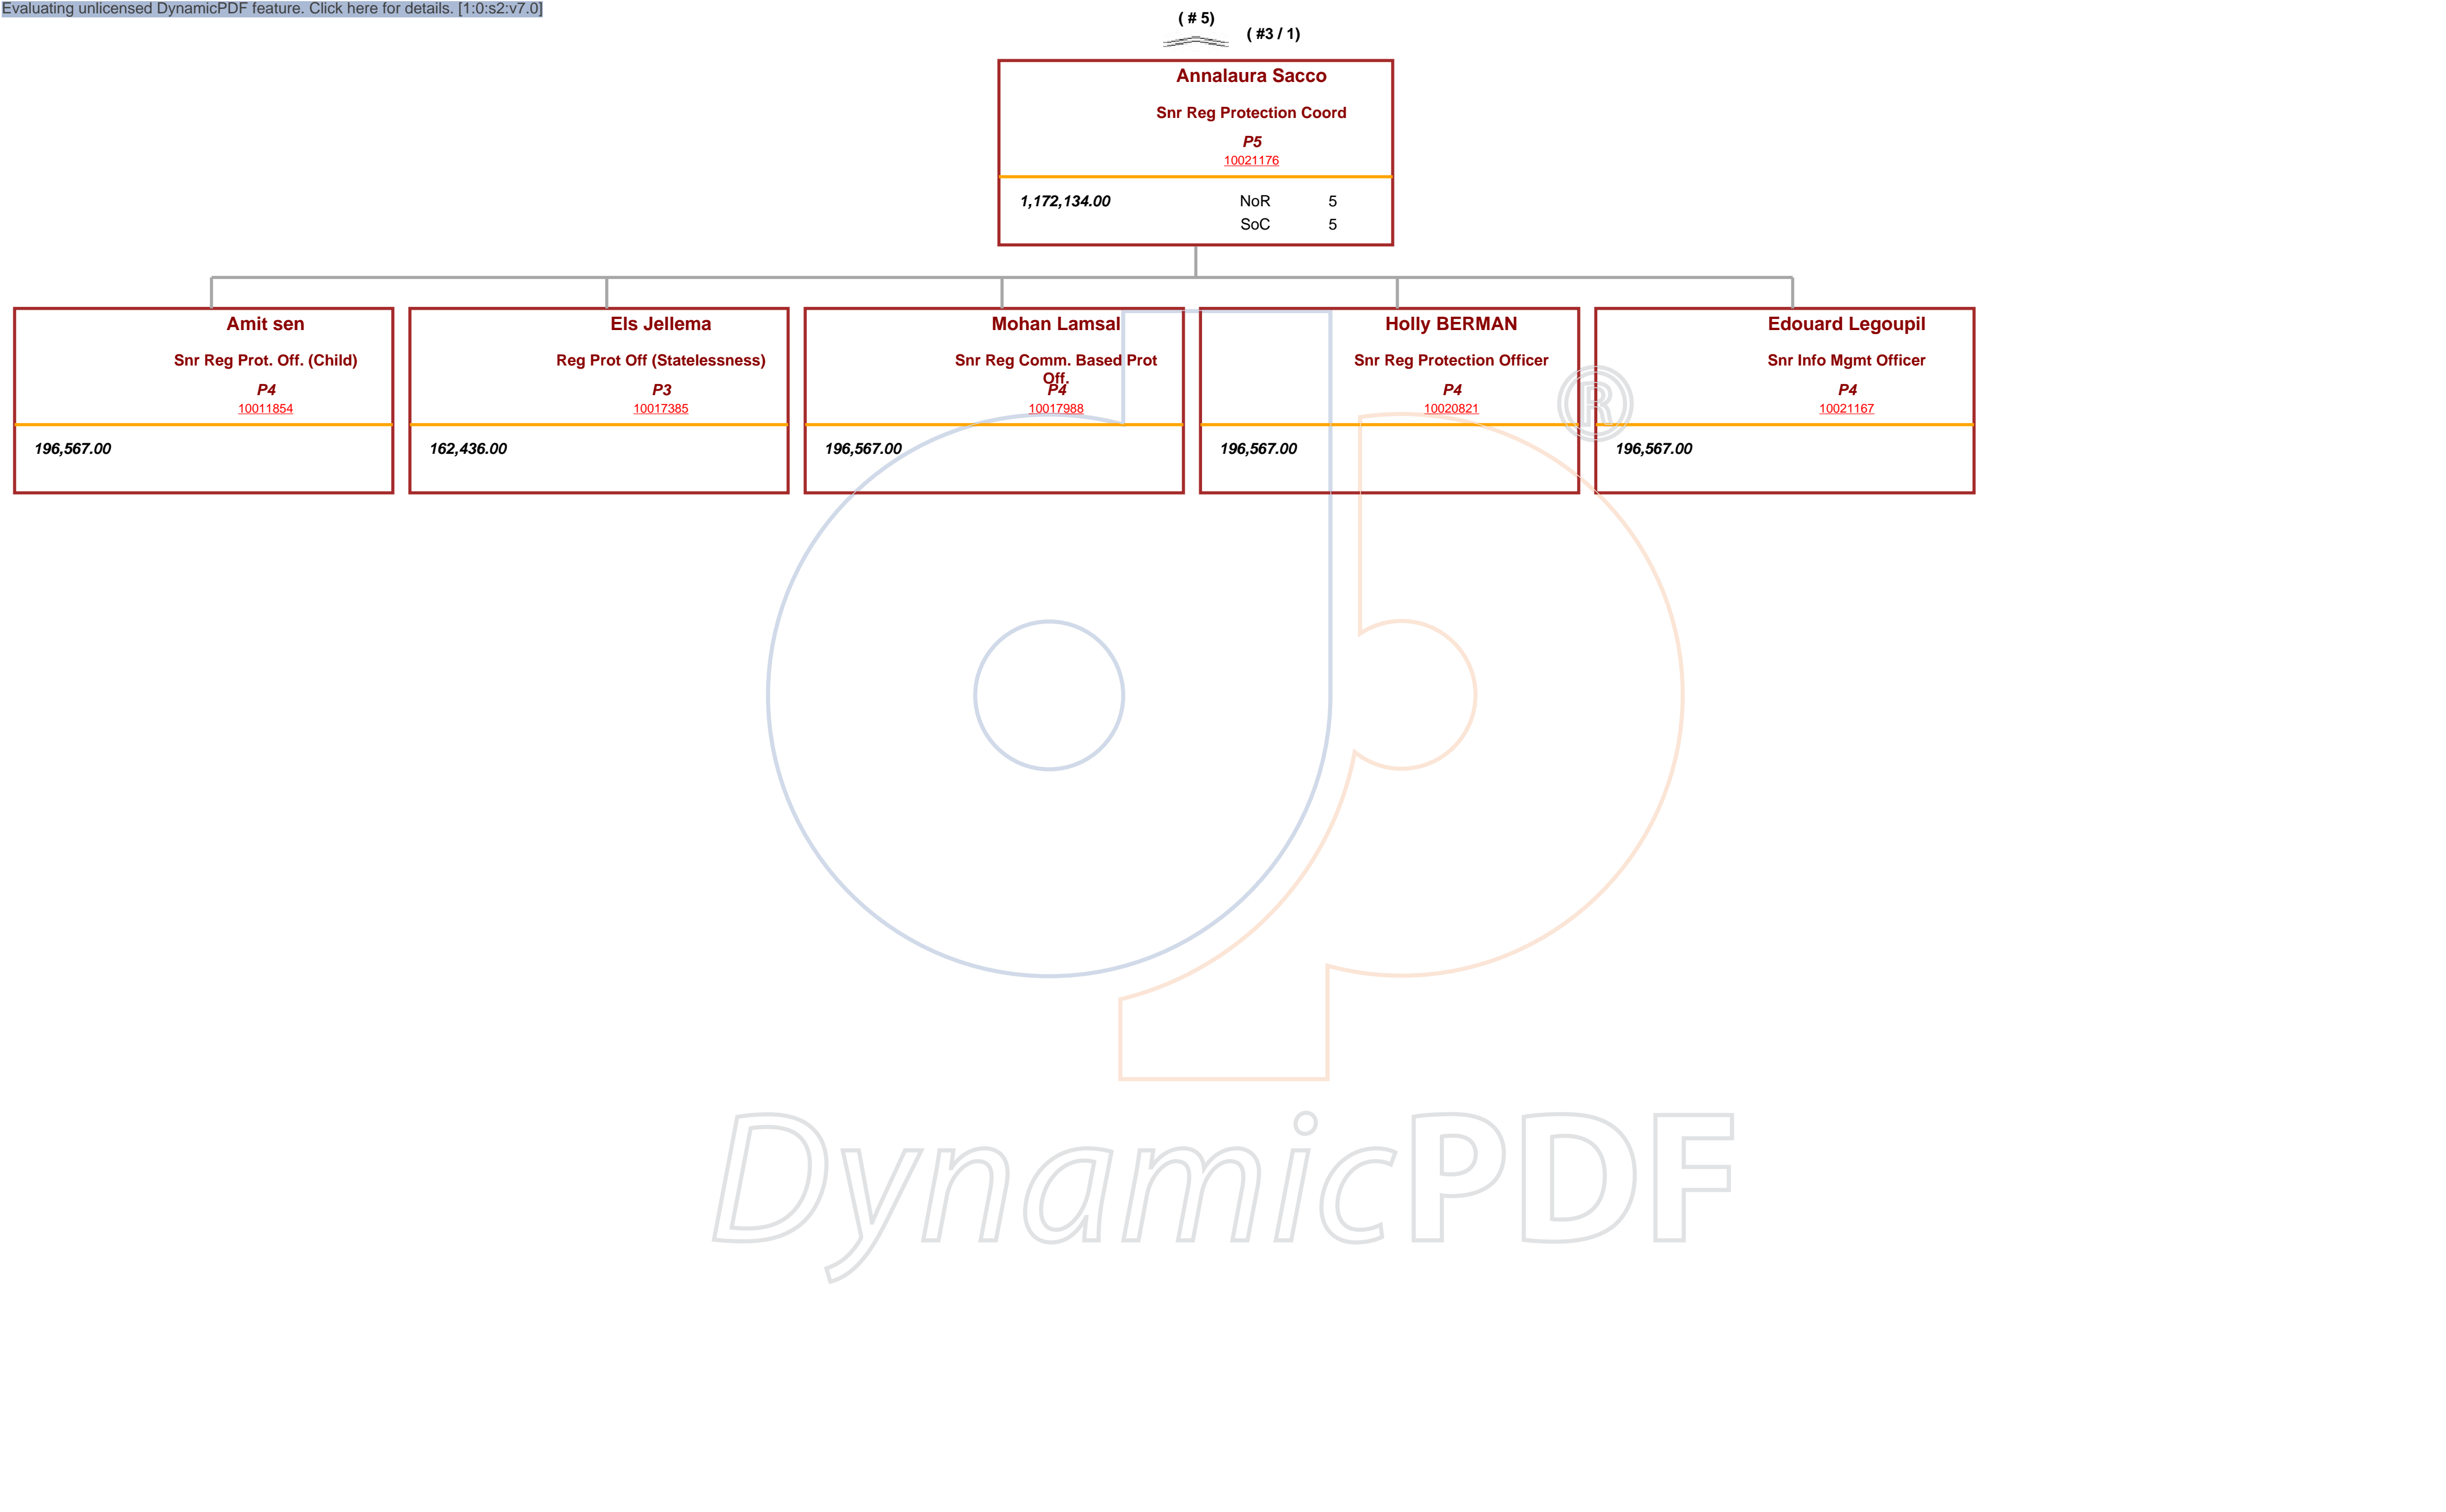 Evaluating unlicensed DynamicPDF feature. Click here for details. [1:0:s2:v7.0]
( # 5)
( #3 / 1)
Annalaura Sacco
Snr Reg Protection Coord
P5
10021176
1,172,134.00 NoR 5
SoC 5
Amit sen
Snr Reg Prot. Off. (Child)
P4
10011854
196,567.00
Els Jellema
Reg Prot Off (Statelessness)
P3
10017385
162,436.00
Mohan Lamsal
Snr Reg Comm. Based Prot
Off.
P4
10017988
196,567.00
Holly BERMAN
Snr Reg Protection Officer
P4
10020821
196,567.00
Edouard Legoupil
Snr Info Mgmt Officer
P4
10021167
196,567.00
®
DynamicPDF